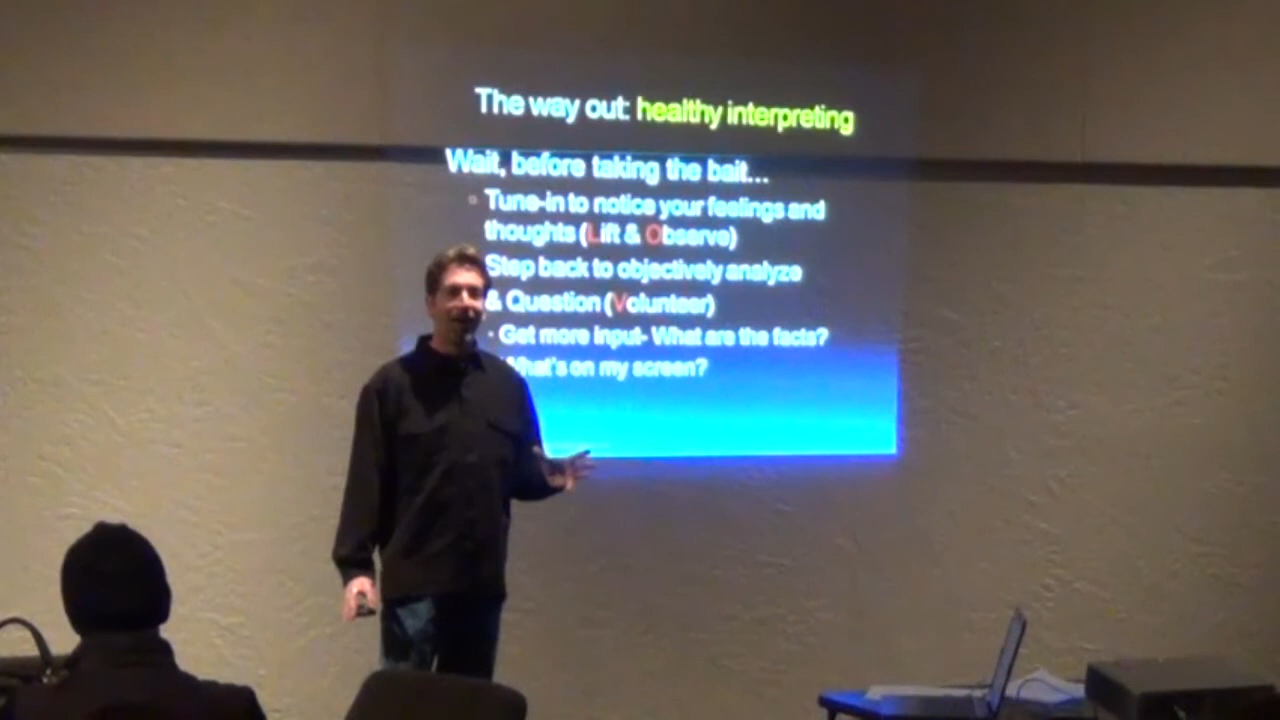 The way out: healthy interpreting
Wait, before taking the bait...
Tune-in to notice your feelings and
thoughts (Lift & Observe)
Step back to objectively analyze
& Question (Volunteer)
Get more input- What are the facts?
What's on my screen?